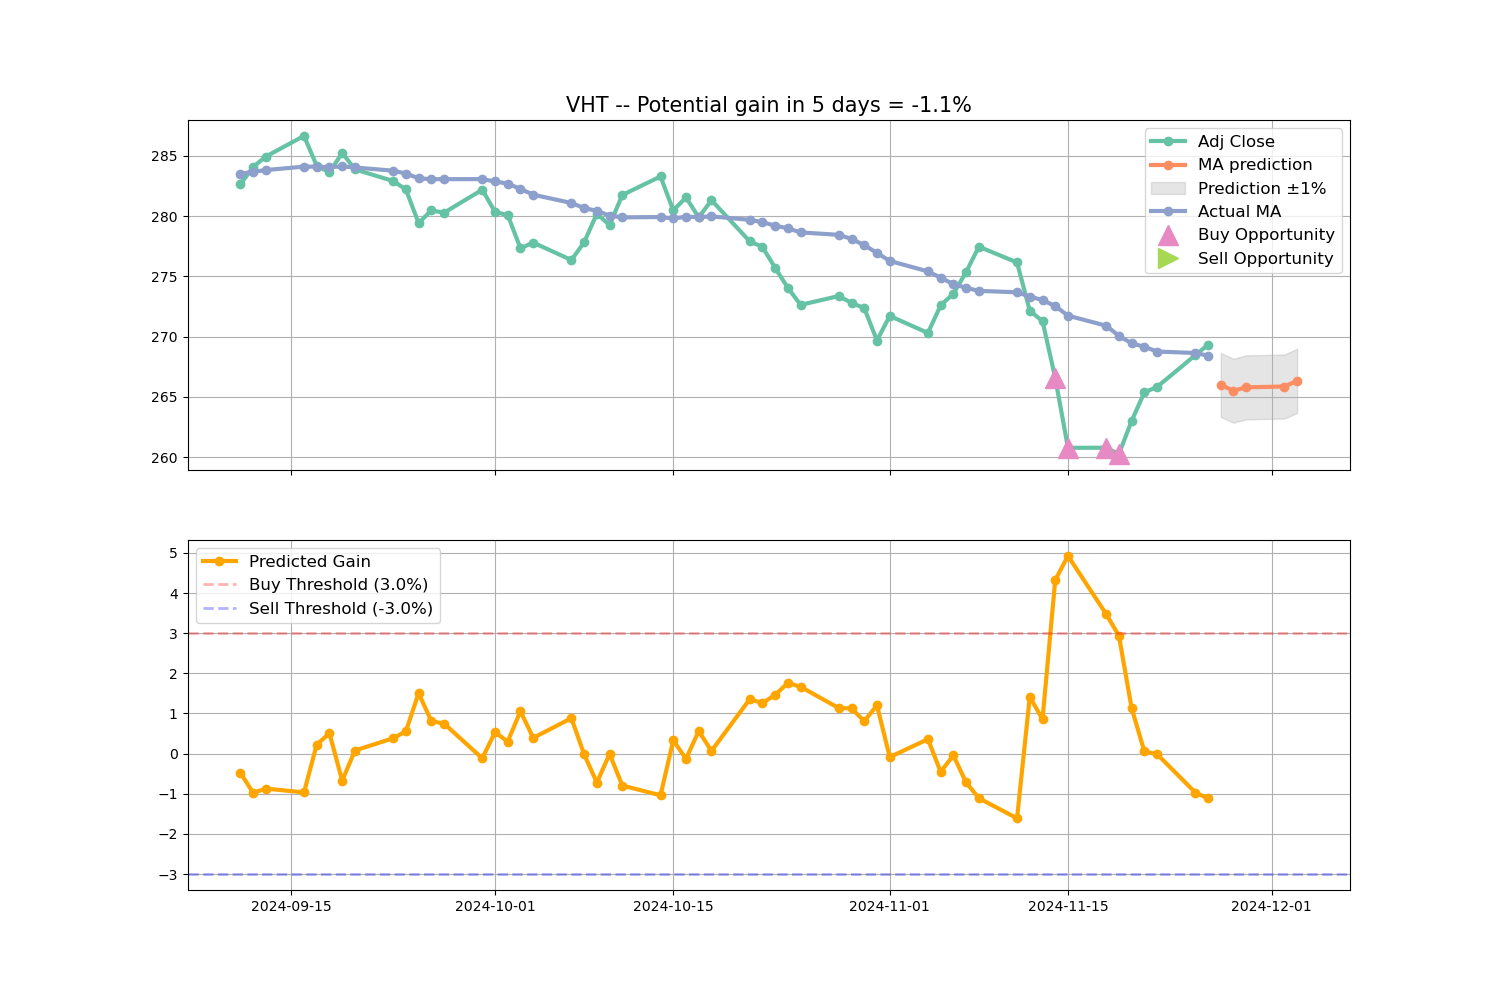 VHT -- Potential gain in 5 days = -1.1%
285
280
275
270
265
260
Adj Close
MA prediction
Prediction ±1%
Actual MA
Buy Opportunity
Sell Opportunity
5
4
3
2
1
0
−1
−2
−3
Predicted Gain
Buy Threshold (3.0%)
Sell Threshold (-3.0%)
2024-09-15
2024-10-01
2024-10-15
2024-11-01
2024-11-15
2024-12-01